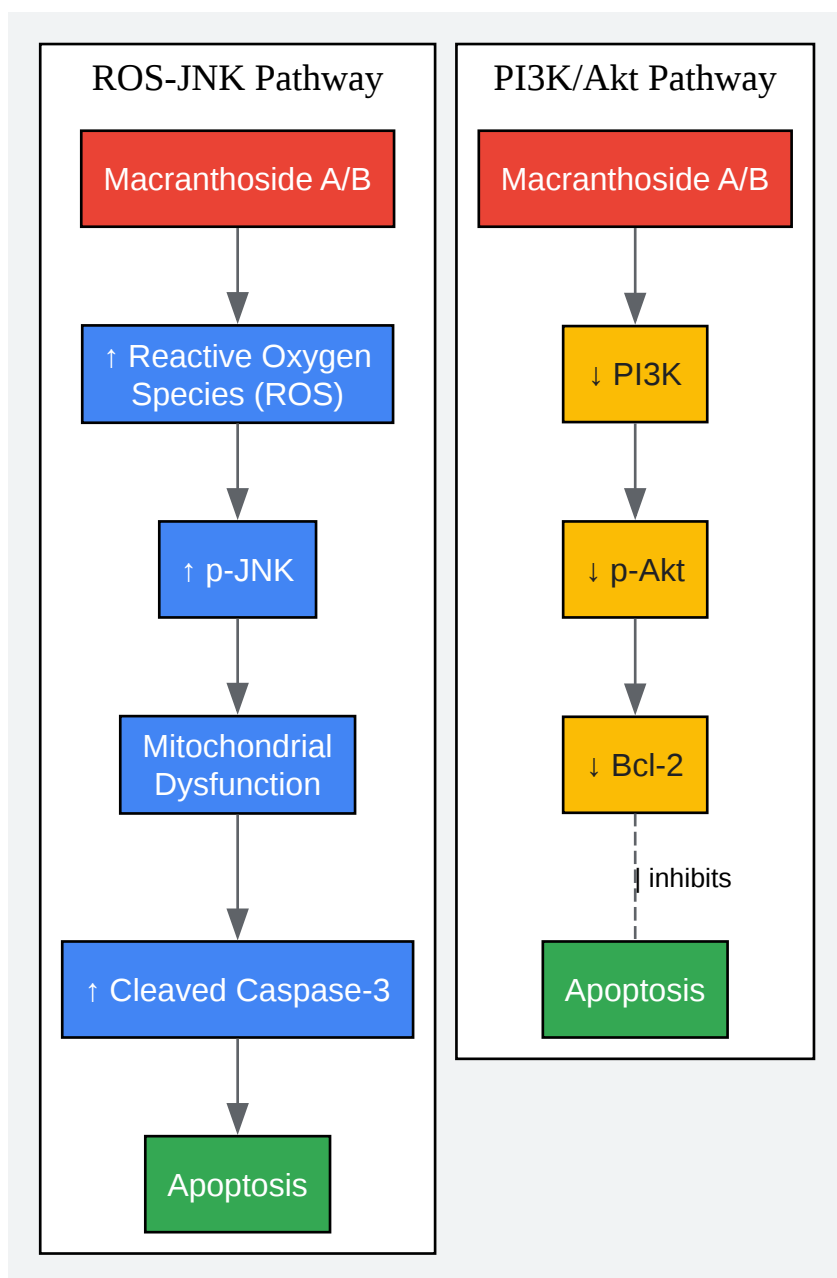 ROS-JNK Pathway
Macranthoside A/B
↑ Reactive Oxygen
Species (ROS)
↑ p-JNK
Mitochondrial
Dysfunction
↑ Cleaved Caspase-3
Apoptosis
PI3K/Akt Pathway
Macranthoside A/B
↓ PI3K
↓ p-Akt
↓ Bcl-2
| inhibits
Apoptosis